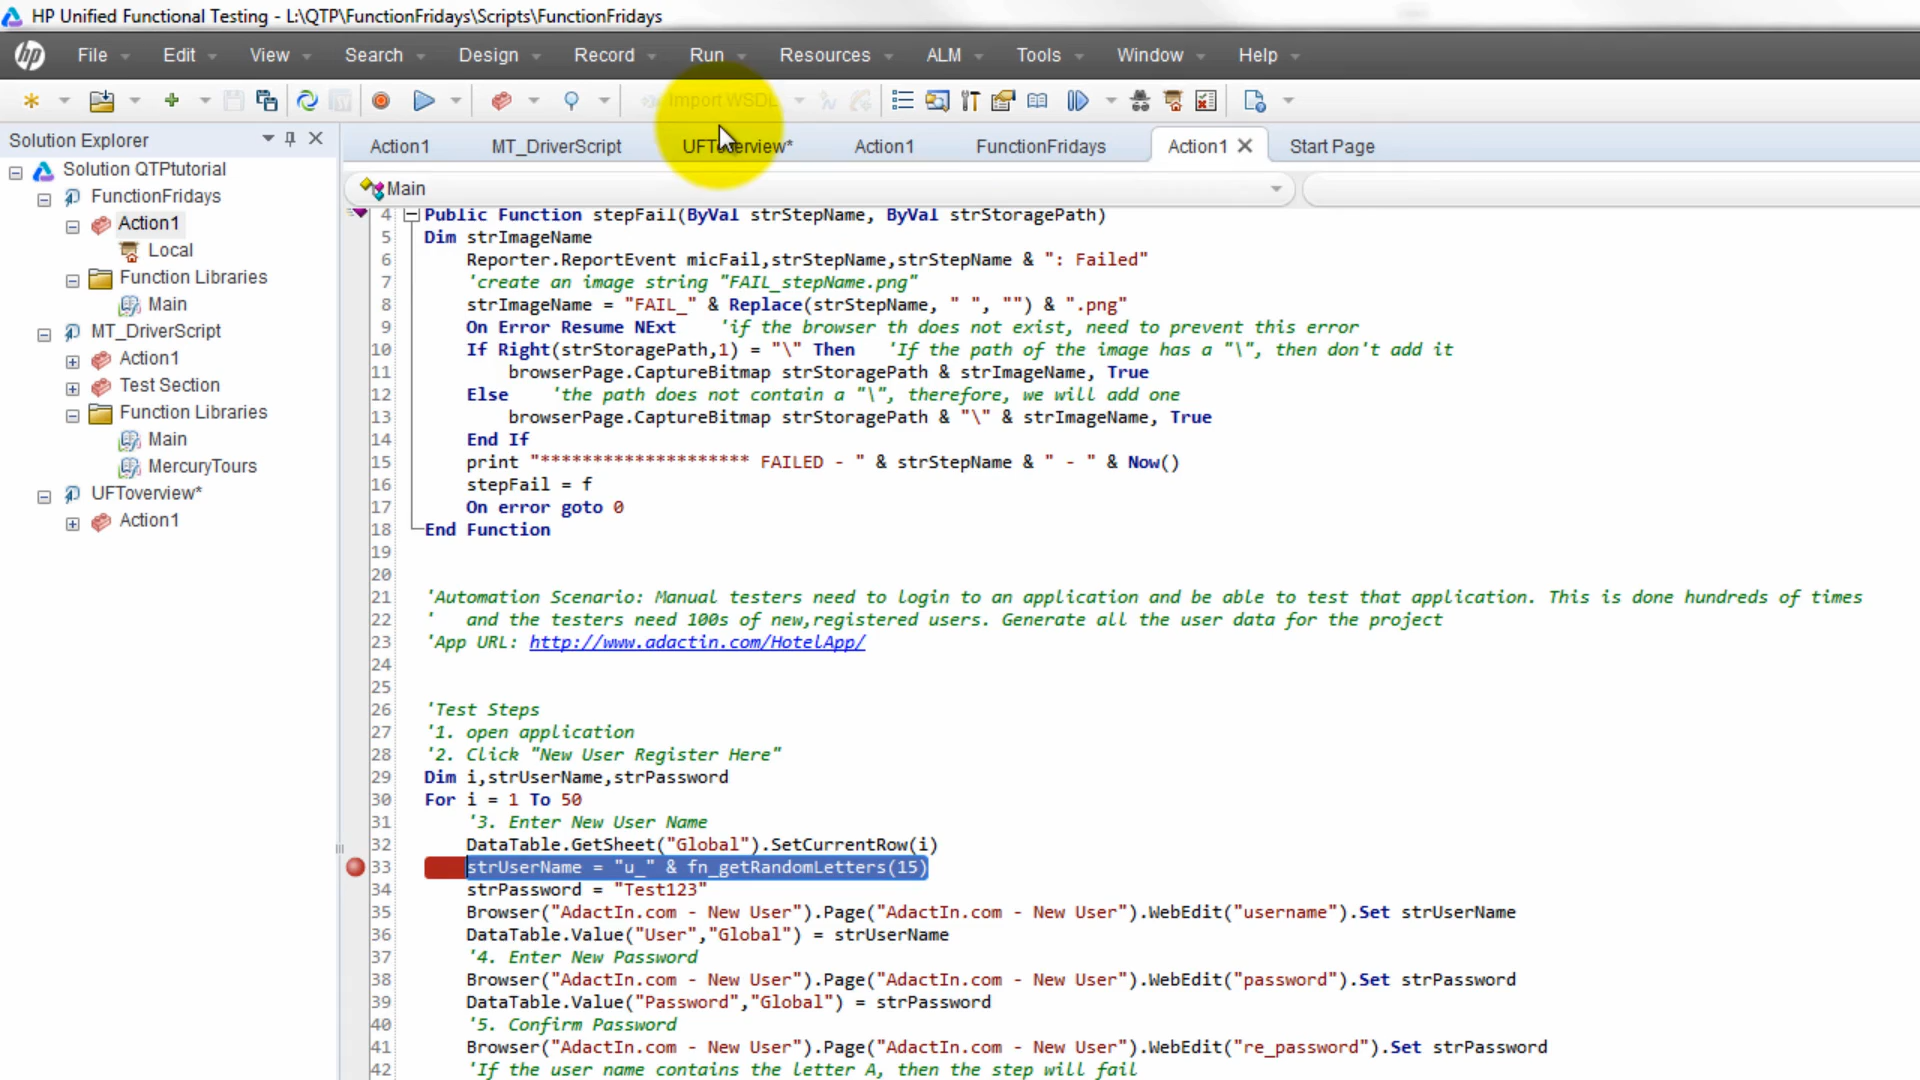 HP Unified Functional Testing - L:\QTP\FunctionFridays\Scripts\FunctionFridays
hp File Edit View Search Design Record Run Resources ALM Tools Window Help
Import WSDL
Solution Explorer
Action1 MT_DriverScript UFToverview* Action1 FunctionFridays Action1 Start Page
Main
Solution QTPtutorial
FunctionFridays
Action1
Local
Function Libraries
Main
MT_DriverScript
Action1
Test Section
Function Libraries
Main
MercuryTours
UFToverview*
Action1
4 Public Function stepFail(ByVal strStepName, ByVal strStoragePath)
5 Dim strImageName
6 Reporter.ReportEvent micFail,strStepName,strStepName & ": Failed"
7 'create an image string "FAIL_stepName.png"
8 strImageName = "FAIL_" & Replace(strStepName, " ", "") & ".png"
9 On Error Resume NExt 'if the browser th does not exist, need to prevent this error
10 If Right(strStoragePath,1) = "\" Then 'If the path of the image has a "\", then don't add it
11 browserPage.CaptureBitmap strStoragePath & strImageName, True
12 Else 'the path does not contain a "\", therefore, we will add one
13 browserPage.CaptureBitmap strStoragePath & "\" & strImageName, True
14 End If
15 print "******************** FAILED - " & strStepName & " - " & Now()
16 stepFail = f
17 On error goto 0
18 End Function
19
20
21 'Automation Scenario: Manual testers need to login to an application and be able to test that application. This is done hundreds of times
22 ' and the testers need 100s of new,registered users. Generate all the user data for the project
23 'App URL: http://www.adactin.com/HotelApp/
24
25
26 'Test Steps
27 '1. open application
28 '2. Click "New User Register Here"
29 Dim i,strUserName,strPassword
30 For i = 1 To 50
31 '3. Enter New User Name
32 DataTable.GetSheet("Global").SetCurrentRow(i)
33 strUserName = "u_" & fn_getRandomLetters(15)
34 strPassword = "Test123"
35 Browser("AdactIn.com - New User").Page("AdactIn.com - New User").WebEdit("username").Set strUserName
36 DataTable.Value("User","Global") = strUserName
37 '4. Enter New Password
38 Browser("AdactIn.com - New User").Page("AdactIn.com - New User").WebEdit("password").Set strPassword
39 DataTable.Value("Password","Global") = strPassword
40 '5. Confirm Password
41 Browser("AdactIn.com - New User").Page("AdactIn.com - New User").WebEdit("re_password").Set strPassword
42 'If the user name contains the letter A, then the step will fail